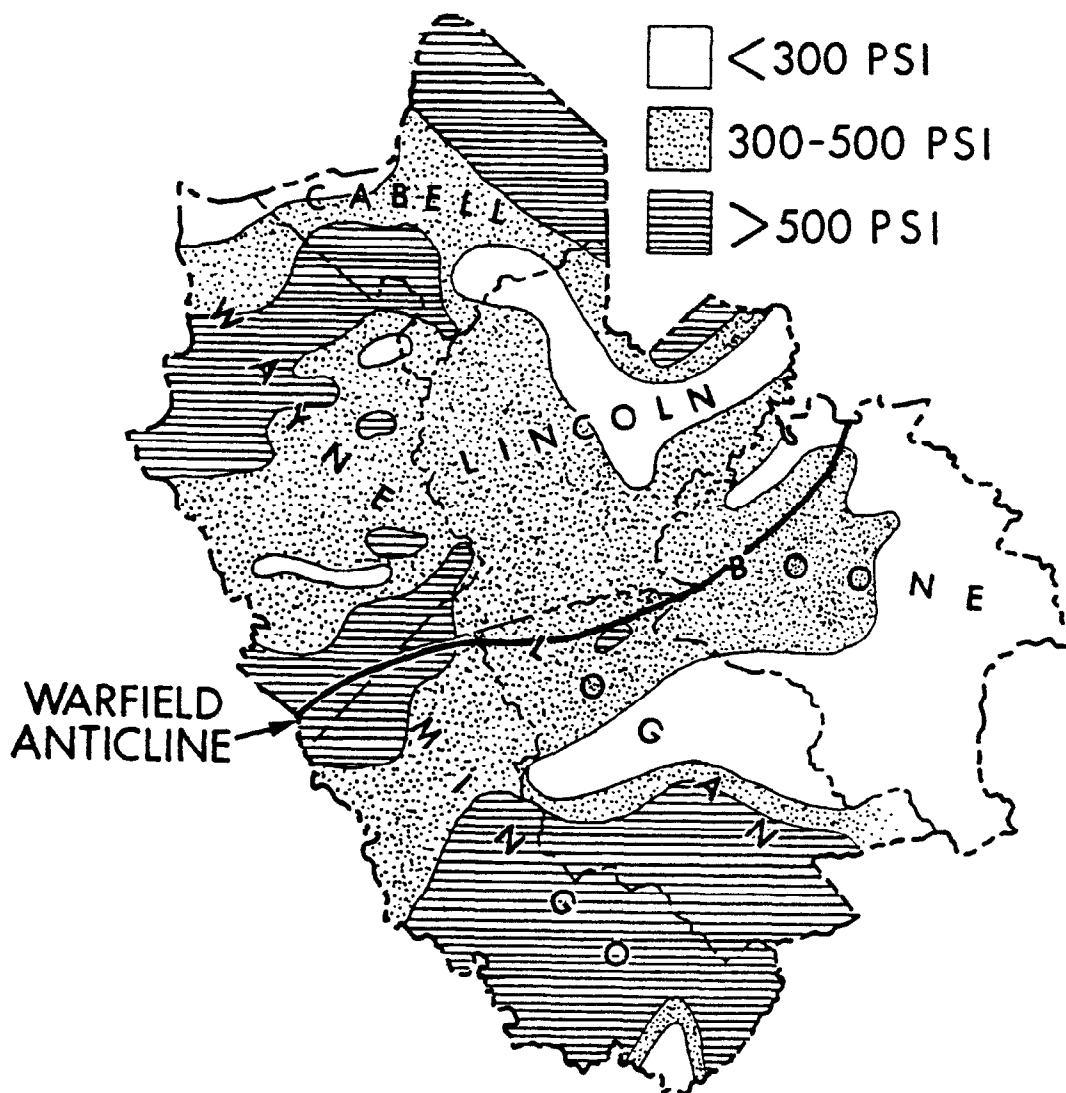 <300 PSI
300-500 PSI
>500 PSI
CABELL
WAYNE
LINCOLN
BOONE
LOGAN
MINGO
WARFIELD
ANTICLINE